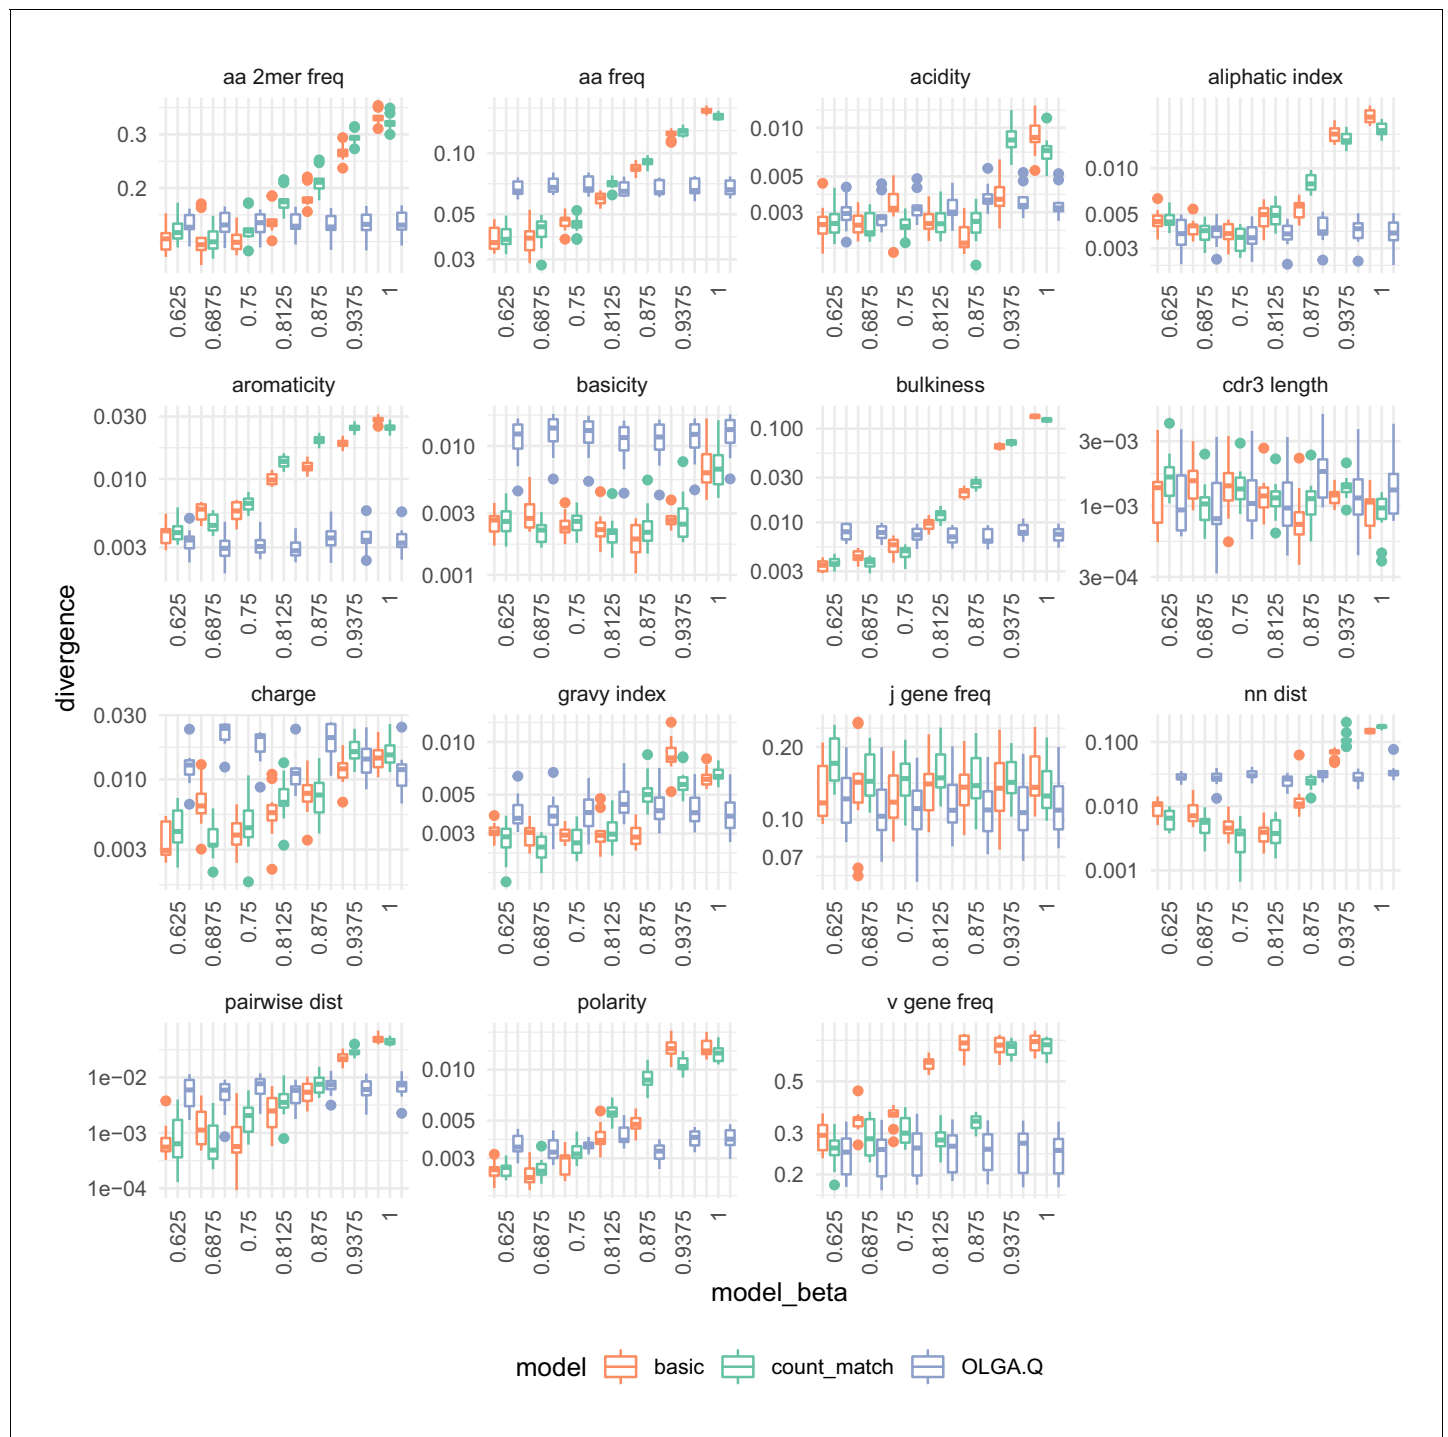 aa 2mer freq aa freq acidity aliphatic index
0.3 0.2
0.10 0.05 0.03
0.010 0.005 0.003
0.010 0.005 0.003
0.625 0.6875 0.75 0.8125 0.875 0.9375 1
0.625 0.6875 0.75 0.8125 0.875 0.9375 1
0.625 0.6875 0.75 0.8125 0.875 0.9375 1
0.625 0.6875 0.75 0.8125 0.875 0.9375 1
aromaticity basicity bulkiness cdr3 length
0.030 0.010 0.003
0.010 0.003 0.001
0.100 0.030 0.010 0.003
3e−03 1e−03 3e−04
0.625 0.6875 0.75 0.8125 0.875 0.9375 1
0.625 0.6875 0.75 0.8125 0.875 0.9375 1
0.625 0.6875 0.75 0.8125 0.875 0.9375 1
0.625 0.6875 0.75 0.8125 0.875 0.9375 1
divergence
charge gravy index j gene freq nn dist
0.030 0.010 0.003
0.010 0.005 0.003
0.20 0.10 0.07
0.100 0.010 0.001
0.625 0.6875 0.75 0.8125 0.875 0.9375 1
0.625 0.6875 0.75 0.8125 0.875 0.9375 1
0.625 0.6875 0.75 0.8125 0.875 0.9375 1
0.625 0.6875 0.75 0.8125 0.875 0.9375 1
pairwise dist polarity v gene freq
1e−02 1e−03 1e−04
0.010 0.005 0.003
0.5 0.3 0.2
0.625 0.6875 0.75 0.8125 0.875 0.9375 1
0.625 0.6875 0.75 0.8125 0.875 0.9375 1
0.625 0.6875 0.75 0.8125 0.875 0.9375 1
model_beta
model basic count_match OLGA.Q